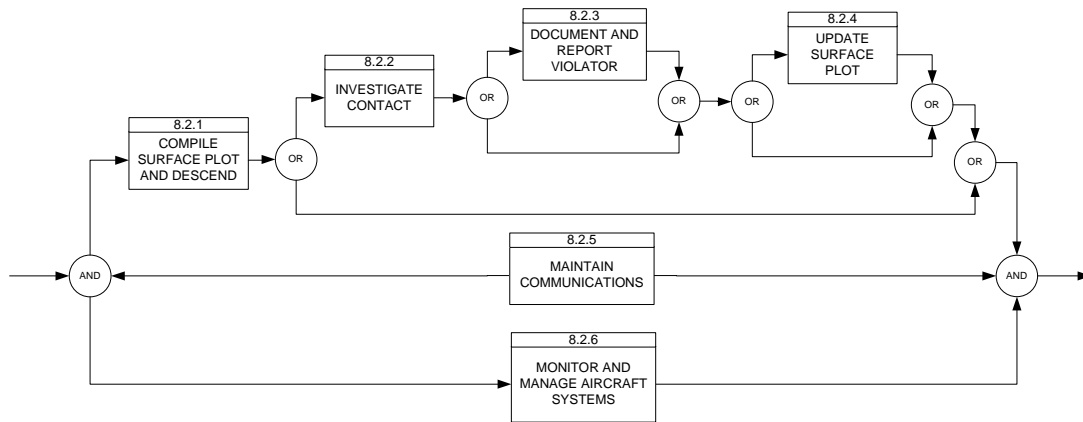 8.2.3
DOCUMENT AND
REPORT
VIOLATOR
8.2.4
UPDATE
SURFACE
PLOT
8.2.2
INVESTIGATE
CONTACT
OR
OR
OR
OR
8.2.1
COMPILE
SURFACE PLOT
AND DESCEND
OR
OR
8.2.5
MAINTAIN
COMMUNICATIONS
AND
AND
8.2.6
MONITOR AND
MANAGE AIRCRAFT
SYSTEMS